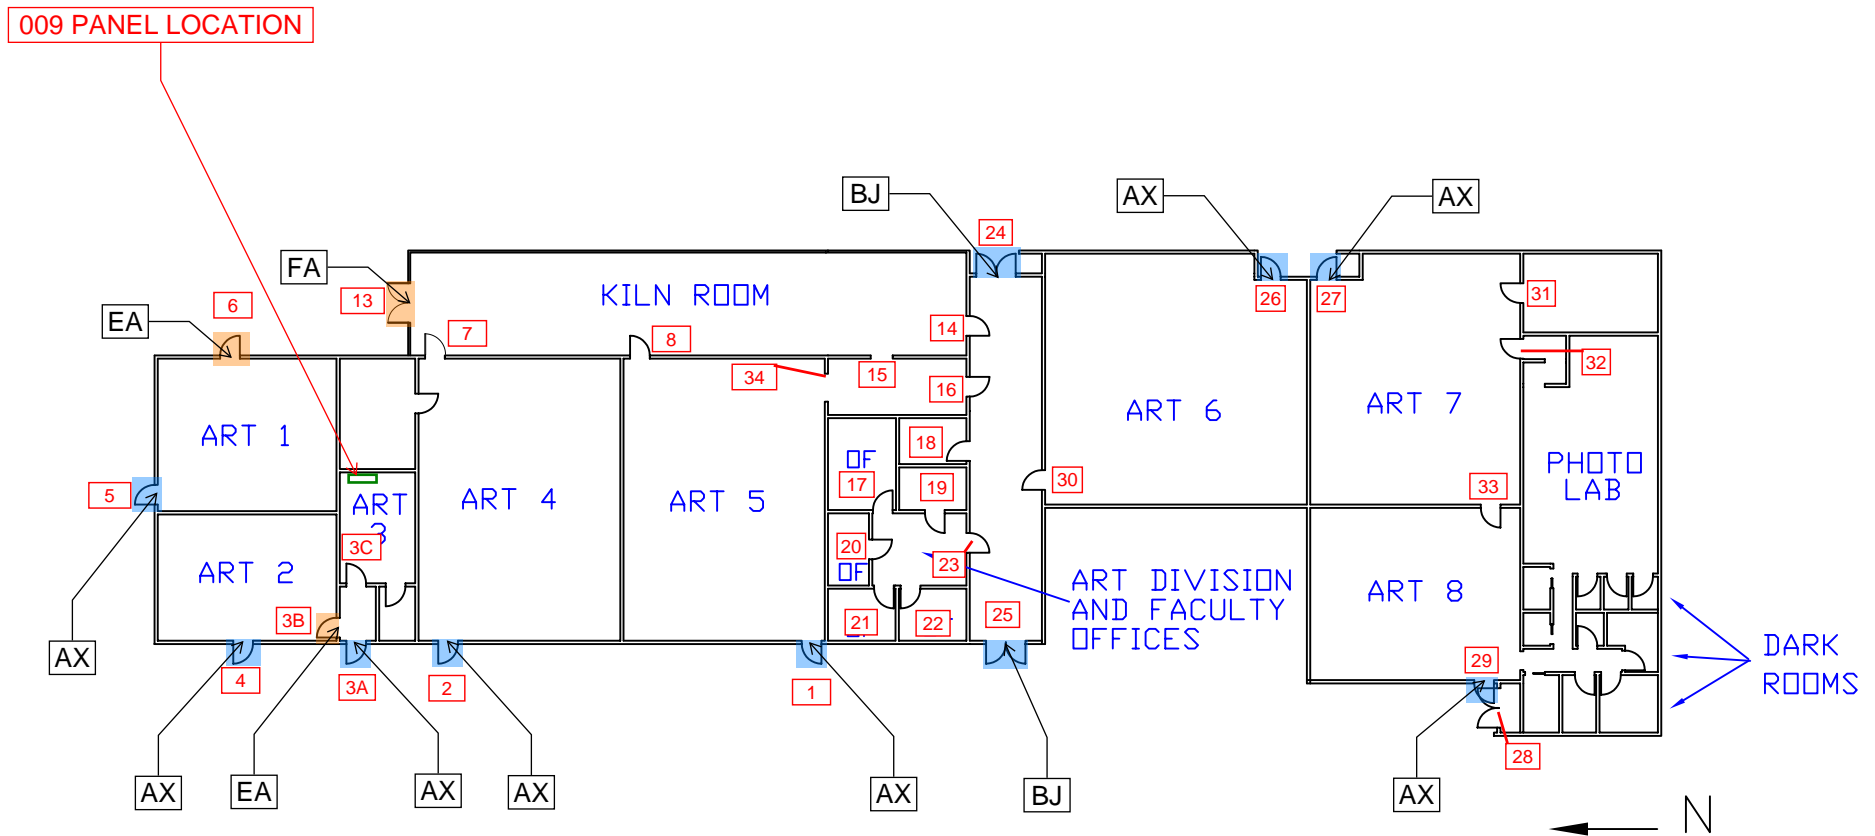 009 PANEL LOCATION
BJ
AX
AX
24
FA
13
6
EA
KILN ROOM
26
27
31
7
8
14
34
15
16
32
ART 1
ART 6
ART 7
18
OF
17
19
30
33
PHOTO
LAB
5
ART
3
ART 4
ART 5
3C
20
OF
23
ART 2
ART DIVISION
AND FACULTY
OFFICES
ART 8
3B
21
22
25
DARK
ROOMS
AX
4
3A
2
1
29
28
AX
EA
AX
AX
AX
BJ
AX
N